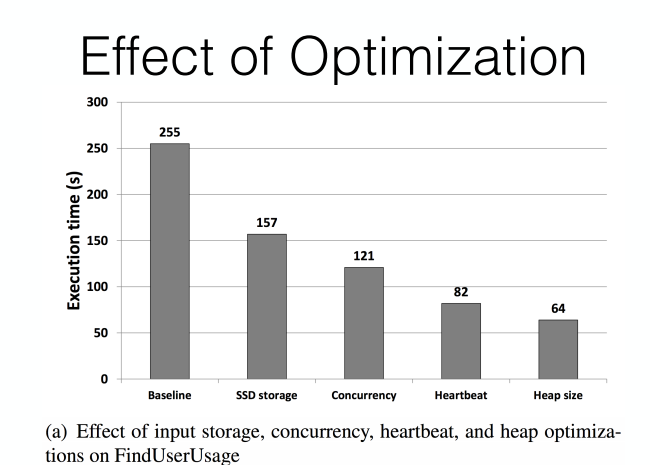 Effect of Optimization
300
250
200
150
100
50
0
Execution time (s)
255
157
121
82
64
Baseline
SSD storage
Concurrency
Heartbeat
Heap size
(a) Effect of input storage, concurrency, heartbeat, and heap optimiza-
tions on FindUserUsage